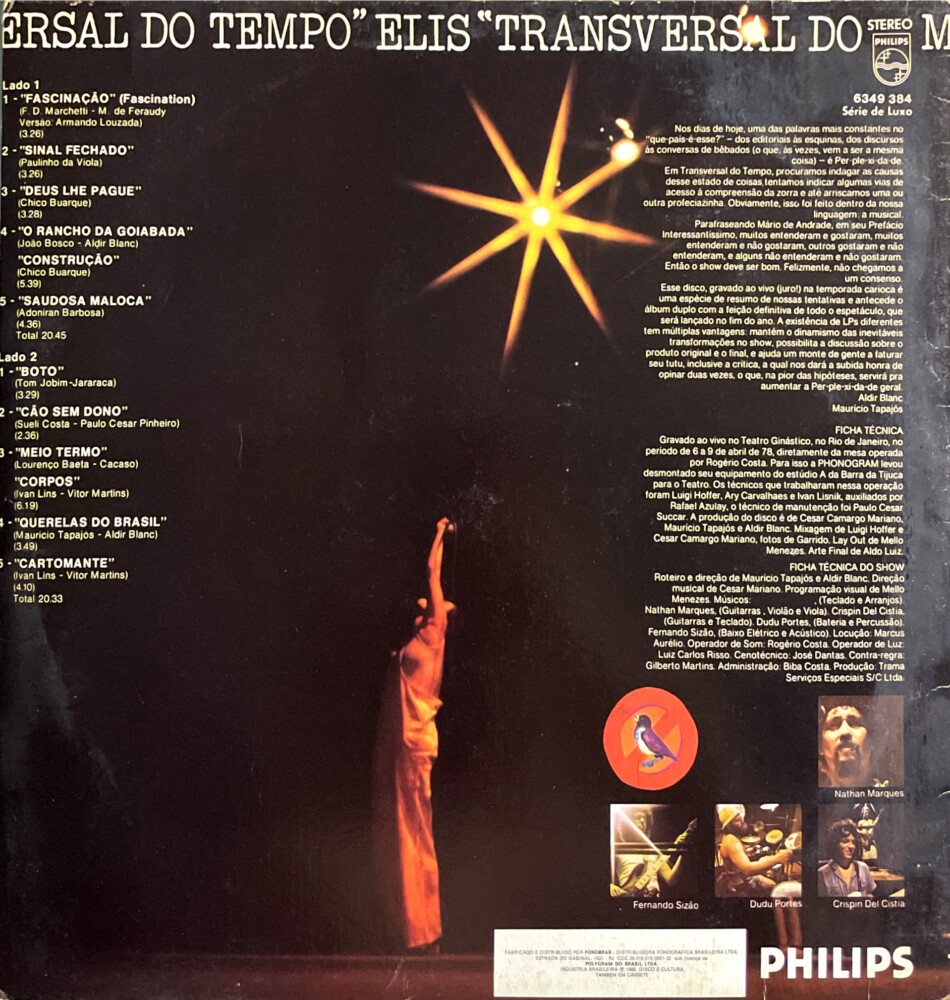 ERSAL DO TEMPO" ELIS "TRANSVERSAL DO M
STEREO
PHILIPS
6349 384
Série de Luxo
Lado 1
1 - "FASCINAÇÃO" (Fascination)
(F. D. Marchetti - M. de Feraudy
Versão: Armando Louzada)
(3.26)
2 - "SINAL FECHADO"
(Paulinho da Viola)
(3.26)
3 - "DEUS LHE PAGUE"
(Chico Buarque)
(3.28)
4 - "O RANCHO DA GOIABADA"
(João Bosco - Aldir Blanc)
"CONSTRUÇÃO"
(Chico Buarque)
(5.39)
5 - "SAUDOSA MALOCA"
(Adoniran Barbosa)
(4.36)
Total 20.45
Lado 2
1 - "BOTO"
(Tom Jobim-Jararaca)
(3.29)
2 - "CÃO SEM DONO"
(Sueli Costa - Paulo Cesar Pinheiro)
(2.36)
3 - "MEIO TERMO"
(Lourenço Baeta - Cacaso)
"CORPOS"
(Ivan Lins - Vitor Martins)
(6.19)
4 - "QUERELAS DO BRASIL"
(Mauricio Tapajós - Aldir Blanc)
(3.49)
5 - "CARTOMANTE"
(Ivan Lins - Vitor Martins)
(4.10)
Total 20.33
Nos dias de hoje, uma das palavras mais constantes no
"que-pais-é-esse?" – dos editoriais às esquinas, dos discursos
às conversas de bêbados (o que, às vezes, vem a ser a mesma
coisa) – é Per-ple-xi-da-de.
Em Transversal do Tempo, procuramos indagar as causas
desse estado de coisas, tentamos indicar algumas vias de
acesso à compreensão da zorra e até arriscamos uma ou
outra profeciazinha. Obviamente, isso foi feito dentro da nossa
linguagem: a musical.
Parafraseando Mário de Andrade, em seu Prefácio
Interessantíssimo, muitos entenderam e gostaram, muitos
entenderam e não gostaram, outros gostaram e não
entenderam, e alguns não entenderam e não gostaram.
Então o show deve ser bom. Felizmente, não chegamos a
um consenso.
Esse disco, gravado ao vivo (juro!) na temporada carioca é
uma espécie de resumo de nossas tentativas e antecede o
álbum duplo com a feição definitiva de todo o espetáculo, que
será lançado no fim do ano. A existência de LPs diferentes
tem múltiplas vantagens: mantém o dinamismo das inevitáveis
transformações no show, possibilita a discussão sobre o
produto original e o final, e ajuda um monte de gente a faturar
seu tutu, inclusive a crítica, a qual nos dará a subida honra de
opinar duas vezes, o que, na pior das hipóteses, servirá pra
aumentar a Per-ple-xi-da-de geral.
Aldir Blanc
Mauricio Tapajós
FICHA TÉCNICA
Gravado ao vivo no Teatro Ginástico, no Rio de Janeiro, no
período de 6 a 9 de abril de 78, diretamente da mesa operada
por Rogério Costa. Para isso a PHONOGRAM levou
desmontado seu equipamento do estúdio A da Barra da Tijuca
para o Teatro. Os técnicos que trabalharam nessa operação
foram Luigi Hoffer, Ary Carvalhaes e Ivan Lisnik, auxiliados por
Rafael Azulay, o técnico de manutenção foi Paulo Cesar
Succar. A produção do disco é de Cesar Camargo Mariano,
Mauricio Tapajós e Aldir Blanc. Mixagem de Luigi Hoffer e
Cesar Camargo Mariano, fotos de Garrido. Lay Out de Mello
Menezes. Arte Final de Aldo Luiz.
FICHA TÉCNICA DO SHOW
Roteiro e direção de Mauricio Tapajós e Aldir Blanc. Direção
musical de Cesar Mariano. Programação visual de Mello
Menezes. Músicos: , (Teclado e Arranjos).
Nathan Marques, (Guitarras, Violão e Viola). Crispin Del Cistia,
(Guitarras e Teclado). Dudu Portes, (Bateria e Percussão).
Fernando Sizão, (Baixo Elétrico e Acústico). Locução: Marcus
Aurélio. Operador de Som: Rogério Costa. Operador de Luz:
Luiz Carlos Risso. Cenotécnico: José Dantas. Contra-regra:
Gilberto Martins. Administração: Biba Costa. Produção: Trama
Serviços Especiais S/C Ltda.
Nathan Marques
Fernando Sizão
Dudu Portes
Crispin Del Cistia
FABRICADO E DISTRIBUIDO POR FONOBRAS - DISTRIBUIDORA FONOGRAFICA BRASILEIRA LTDA.
ESTRADA DO GABINAL,
POLYGRAM DO BRASIL LTDA.
INDUSTRIA BRASILEIRA DISCO É CULTURA.
TAMBÉM EM CASSETE
PHILIPS